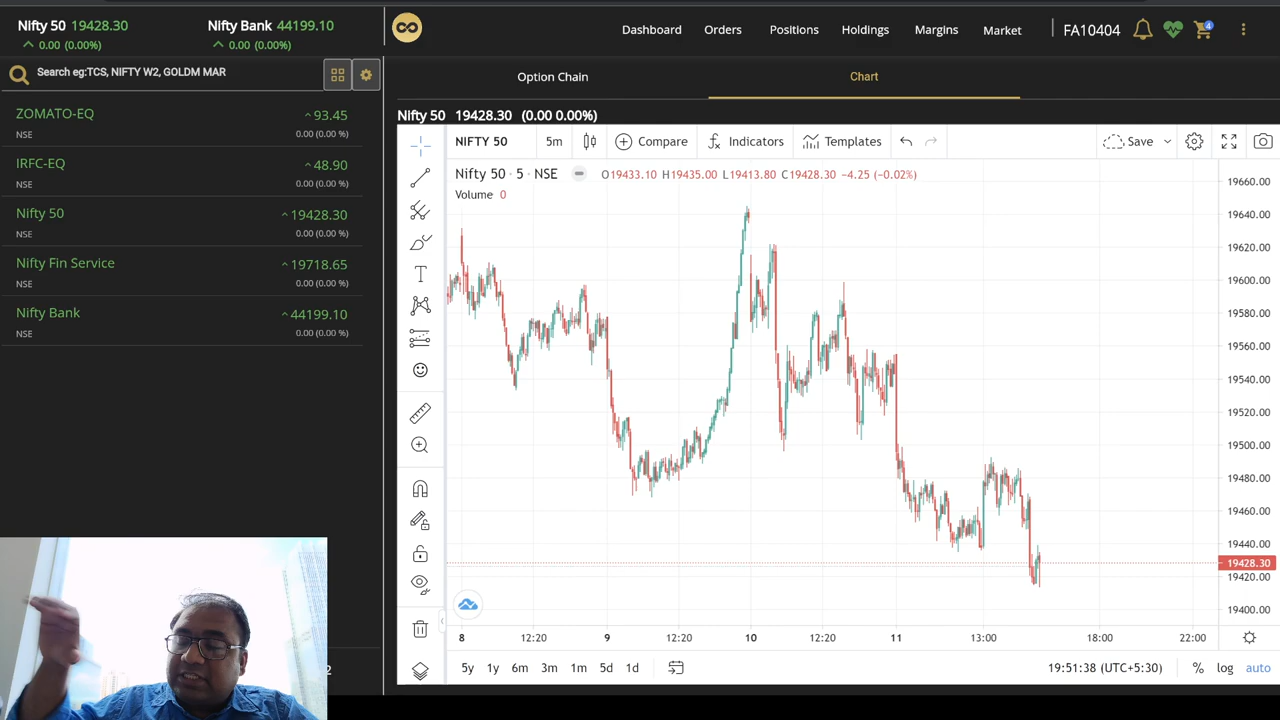 Nifty 50 19428.30
0.00 (0.00%)
Nifty Bank 44199.10
0.00 (0.00%)
Dashboard
Orders
Positions
Holdings
Margins
Market
FA10404
4
Search eg:TCS, NIFTY W2, GOLDM MAR
ZOMATO-EQ
93.45
NSE
0.00 (0.00 %)
IRFC-EQ
48.90
NSE
0.00 (0.00 %)
Nifty 50
19428.30
NSE
0.00 (0.00 %)
Nifty Fin Service
19718.65
NSE
0.00 (0.00 %)
Nifty Bank
44199.10
NSE
0.00 (0.00 %)
2
Option Chain
Chart
Nifty 50 19428.30 (0.00 0.00%)
NIFTY 50
5m
Compare
Indicators
Templates
Save
Nifty 50 · 5 · NSE
O19433.10 H19435.00 L19413.80 C19428.30 −4.25 (−0.02%)
Volume 0
19660.00
19640.00
19620.00
19600.00
19580.00
19560.00
19540.00
19520.00
19500.00
19480.00
19460.00
19440.00
19428.30
19420.00
19400.00
8
12:20
9
12:20
10
12:20
11
13:00
18:00
22:00
5y
1y
6m
3m
1m
5d
1d
19:51:38 (UTC+5:30)
%
log
auto